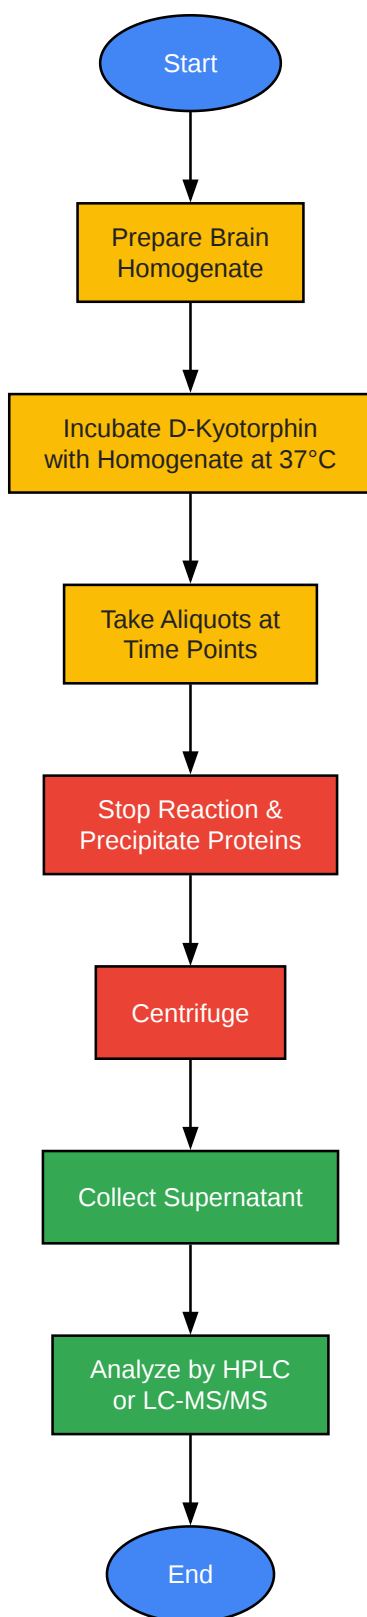 Start
Prepare Brain
Homogenate
Incubate D-Kyotorphin
with Homogenate at 37°C
Take Aliquots at
Time Points
Stop Reaction &
Precipitate Proteins
Centrifuge
Collect Supernatant
Analyze by HPLC
or LC-MS/MS
End